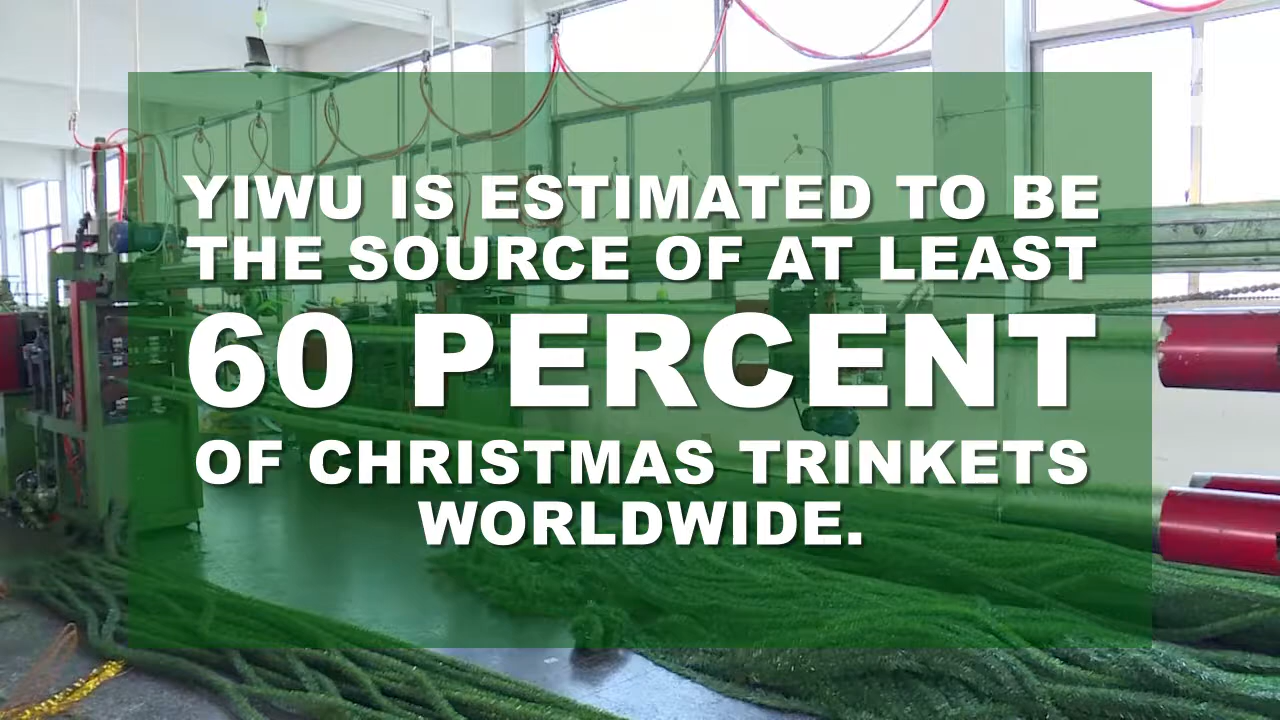 YIWU IS ESTIMATED TO BE
THE SOURCE OF AT LEAST
60 PERCENT
OF CHRISTMAS TRINKETS
WORLDWIDE.